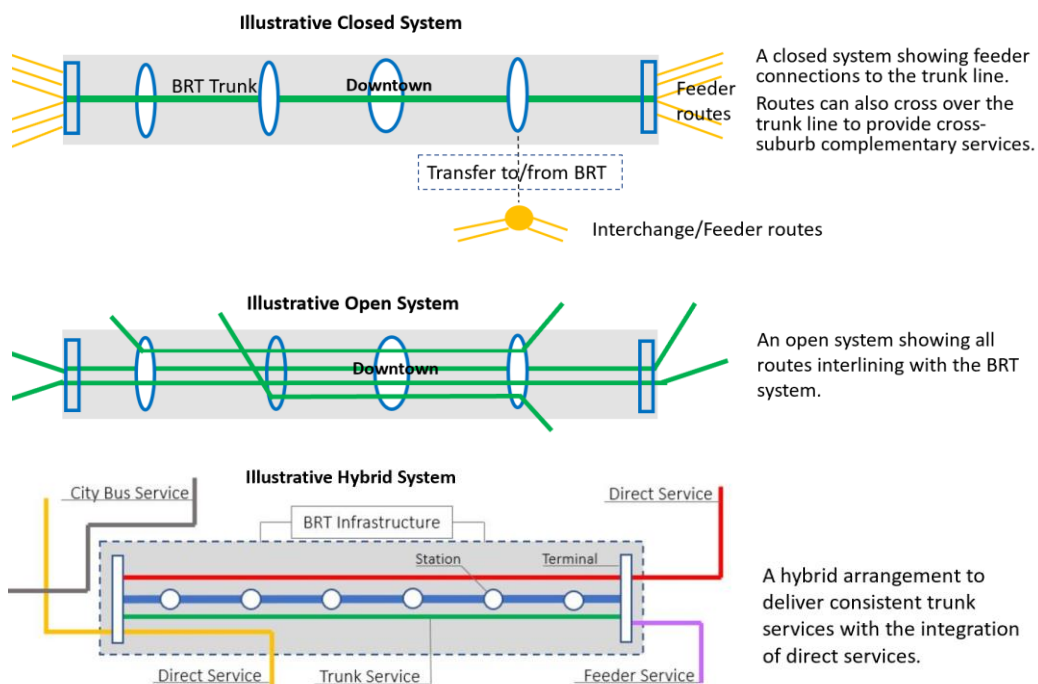 Illustrative Closed System
BRT Trunk
Downtown
Feeder
routes
A closed system showing feeder
connections to the trunk line.
Routes can also cross over the
trunk line to provide cross-
suburb complementary services.
Transfer to/from BRT
Interchange/Feeder routes
Illustrative Open System
Downtown
An open system showing all
routes interlining with the BRT
system.
Illustrative Hybrid System
City Bus Service
Direct Service
BRT Infrastructure
Station
Terminal
A hybrid arrangement to
deliver consistent trunk
services with the integration
of direct services.
Direct Service
Trunk Service
Feeder Service